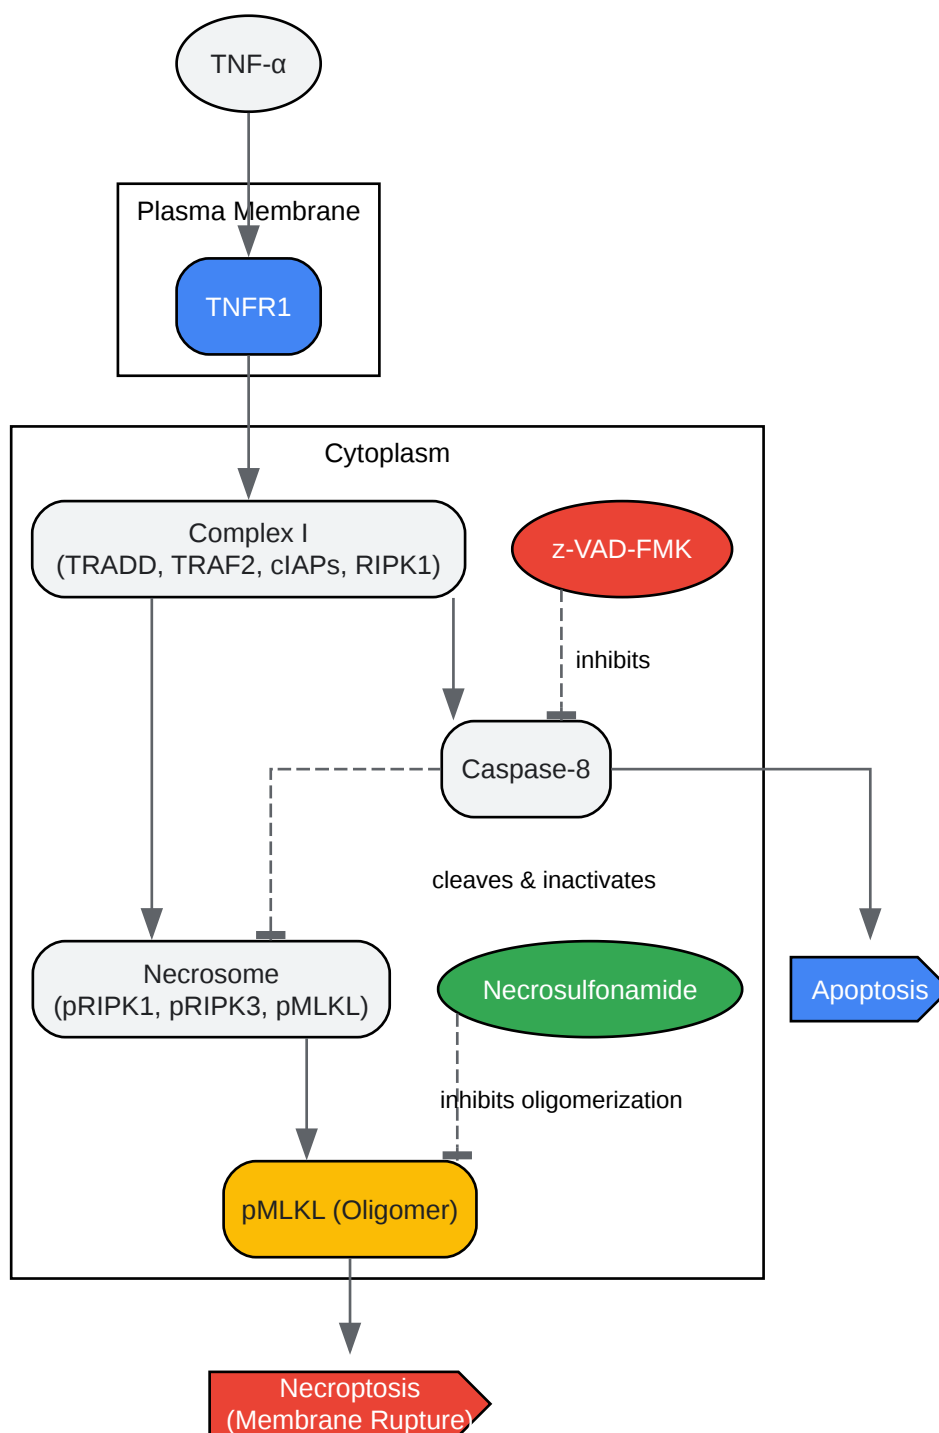 TNF-α
Plasma Membrane
TNFR1
Cytoplasm
Complex I
(TRADD, TRAF2, cIAPs, RIPK1)
z-VAD-FMK
inhibits
Caspase-8
cleaves & inactivates
Necrosome
(pRIPK1, pRIPK3, pMLKL)
Necrosulfonamide
Apoptosis
inhibits oligomerization
pMLKL (Oligomer)
Necroptosis
(Membrane Rupture)